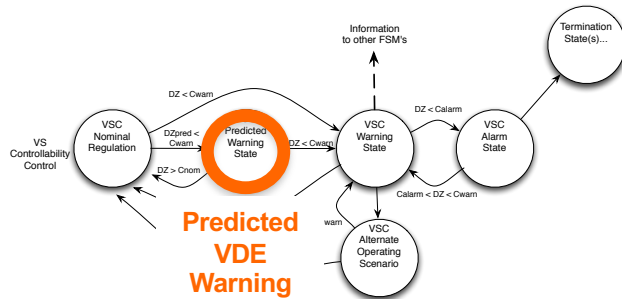 Information
to other FSM's
Termination
State(s)...
DZ < Cwarn
DZ < Calarm
VSC
Nominal
Regulation
DZpred <
Cwarn
Predicted
Warning
State
DZ < Cwarn
VSC
Warning
State
VSC
Alarm
State
VS
Controllability
Control
DZ > Cnom
Calarm < DZ < Cwarn
Predicted
VDE
Warning
warn
VSC
Alternate
Operating
Scenario